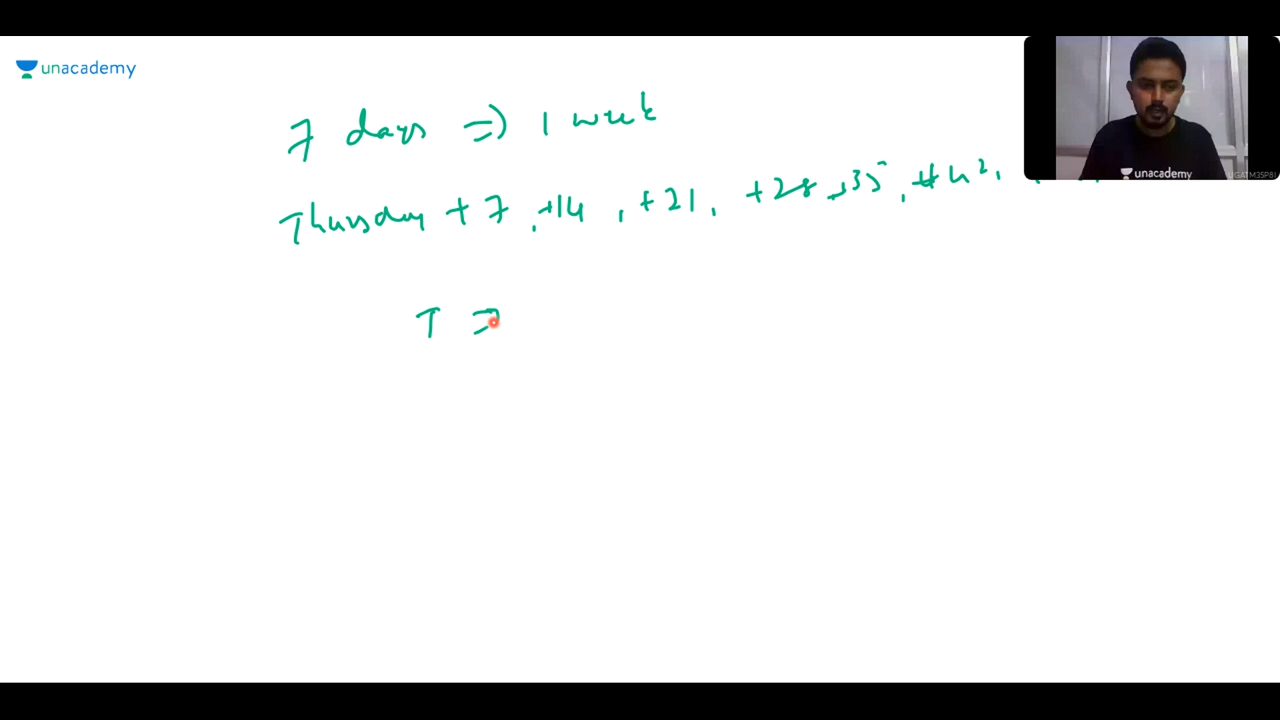 unacademy
7 days => 1 week
Thursday + 7, +14, +21, +28, +35, +42,
T =>
unacademy